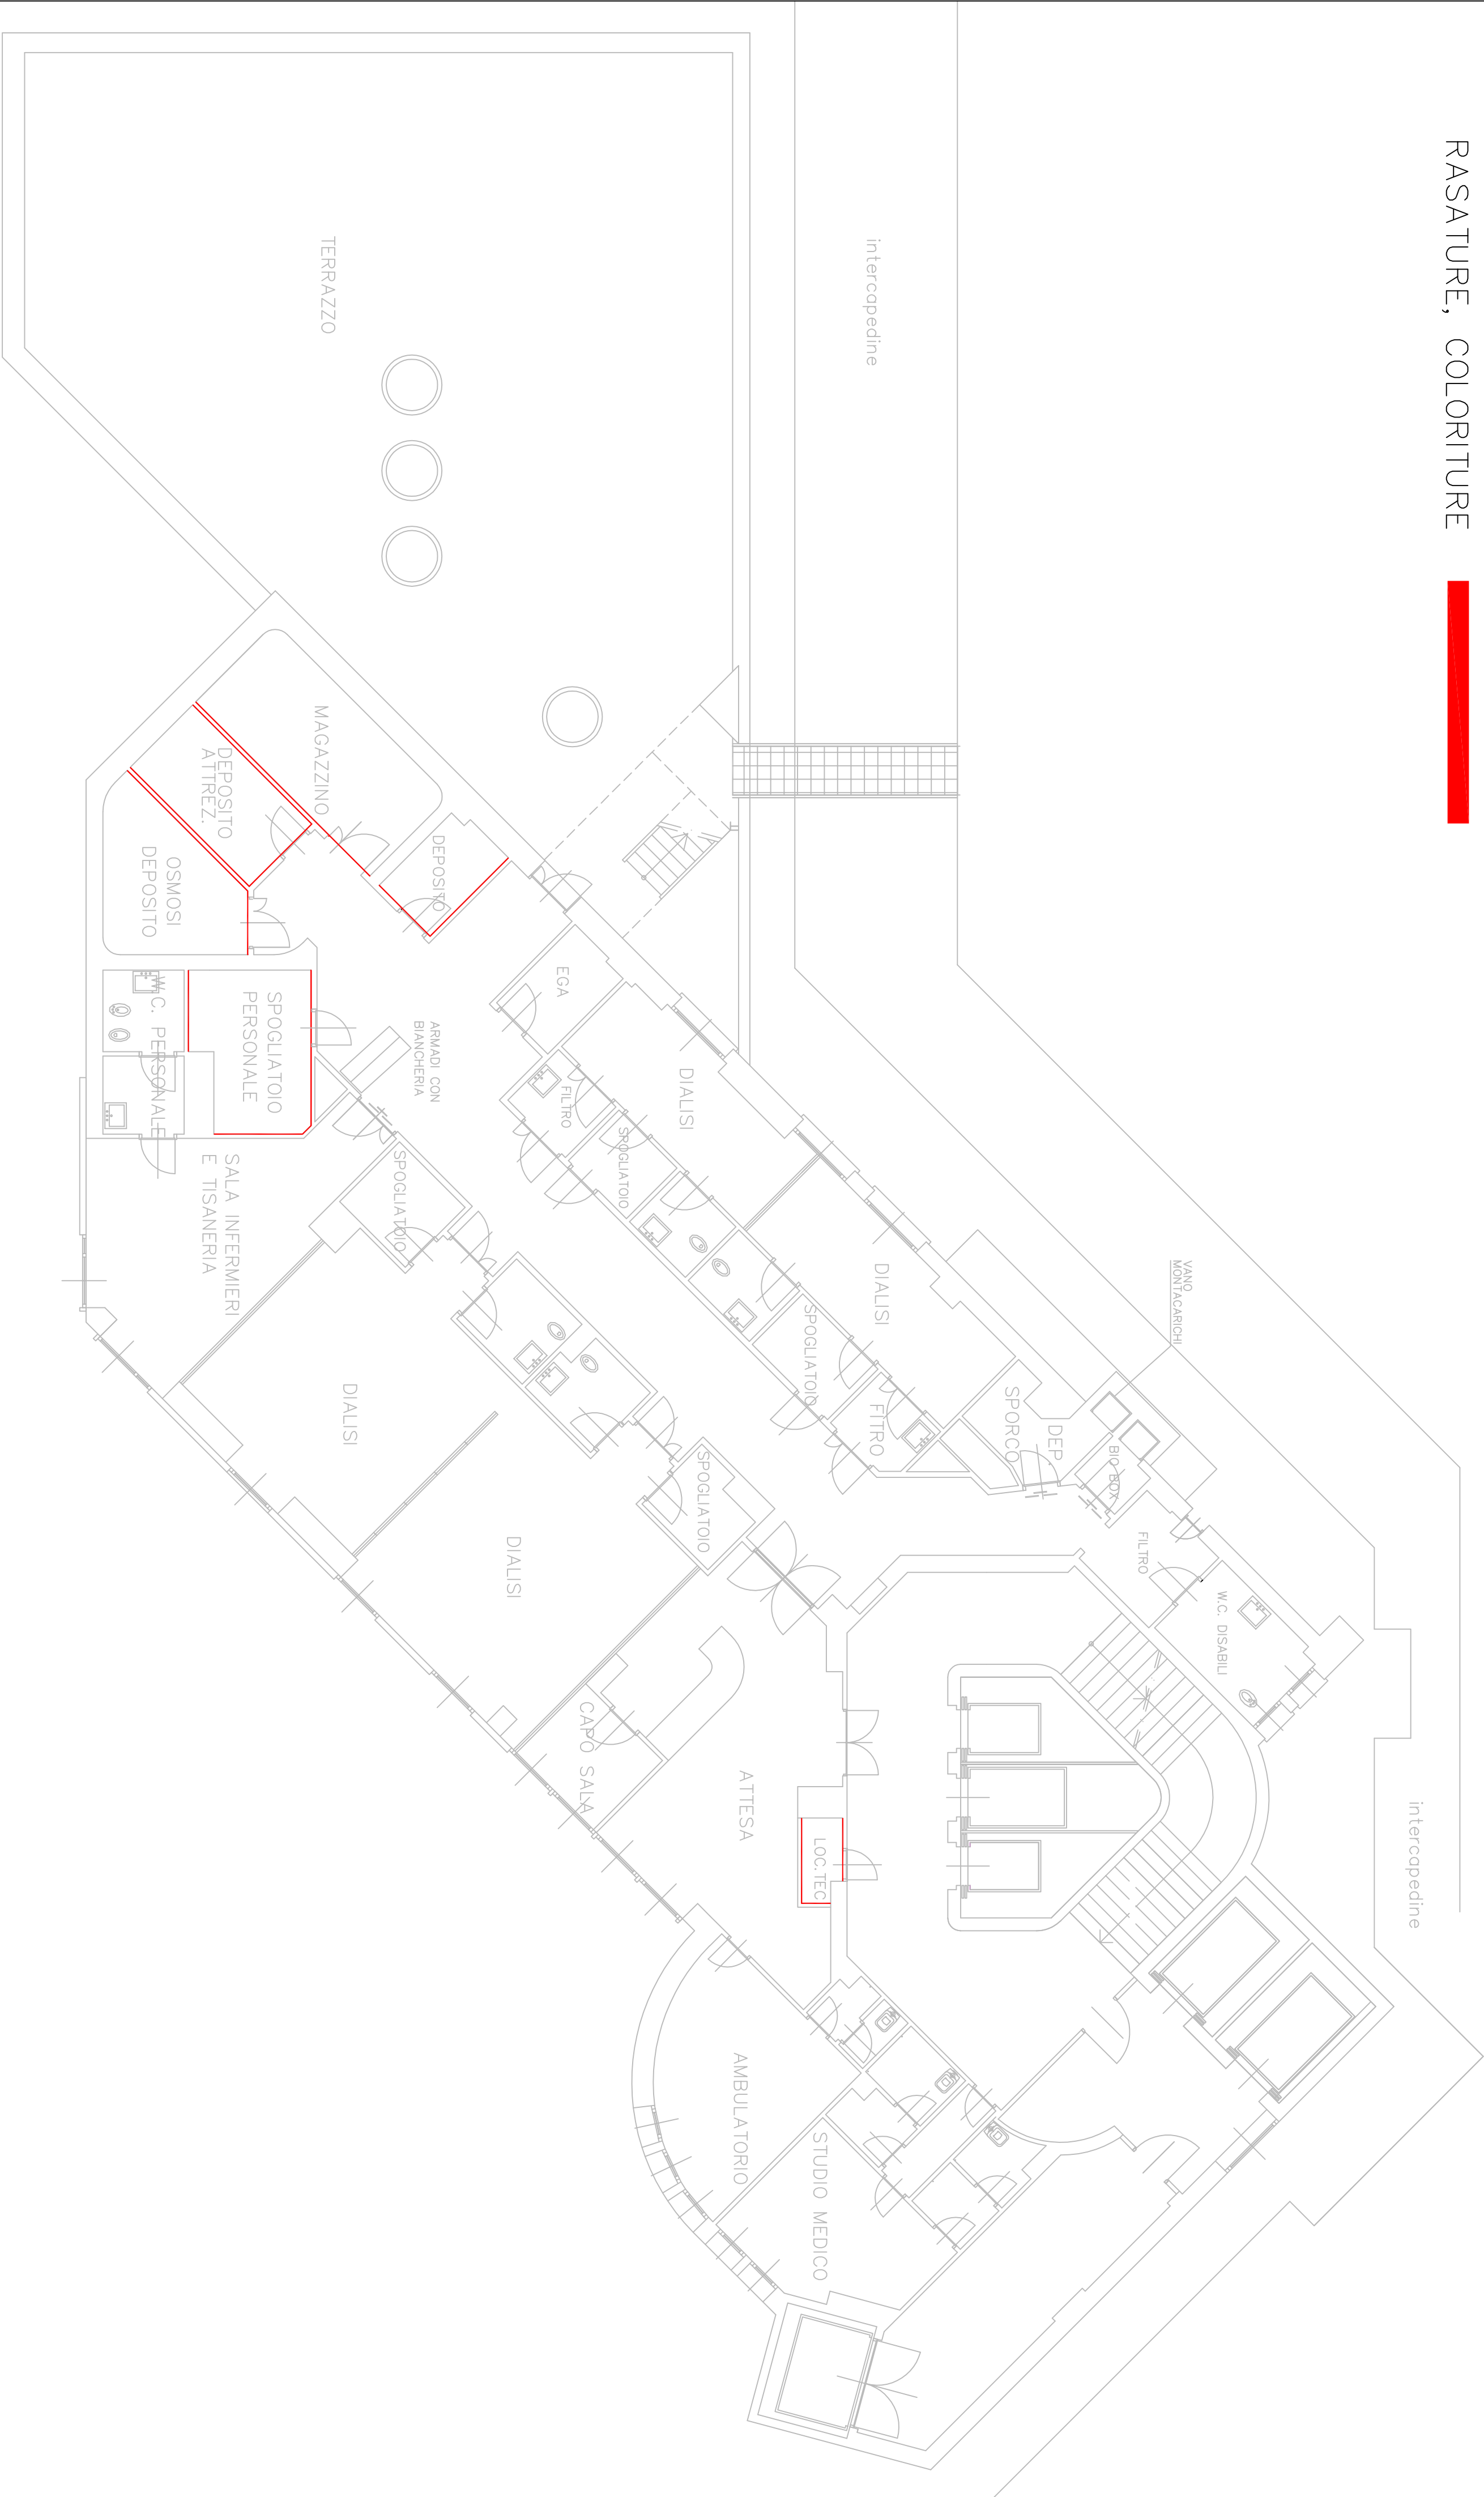 RASATURE, COLORITURE
intercapedine
TERRAZZO
MAGAZZINO
DEPOSITO
ATTREZ.
DEPOSITO
OSMOSI
DEPOSITO
EGA
W.C. PERSONALE
SPOGLIATOIO
PERSONALE
ARMADI CON
BIANCHERIA
FILTRO
DIALISI
SPOGLIATOIO
SPOGLIATOIO
SALA INFERMIERI
E TISANERIA
VANO
MONTACARICHI
DIALISI
SPOGLIATOIO
DIALISI
FILTRO
DEP.
SPORCO
BIO BOX
SPOGLIATOIO
FILTRO
DIALISI
W.C. DISABILI
CAPO SALA
ATTESA
LOC.TEC
intercapedine
AMBULATORIO
STUDIO MEDICO